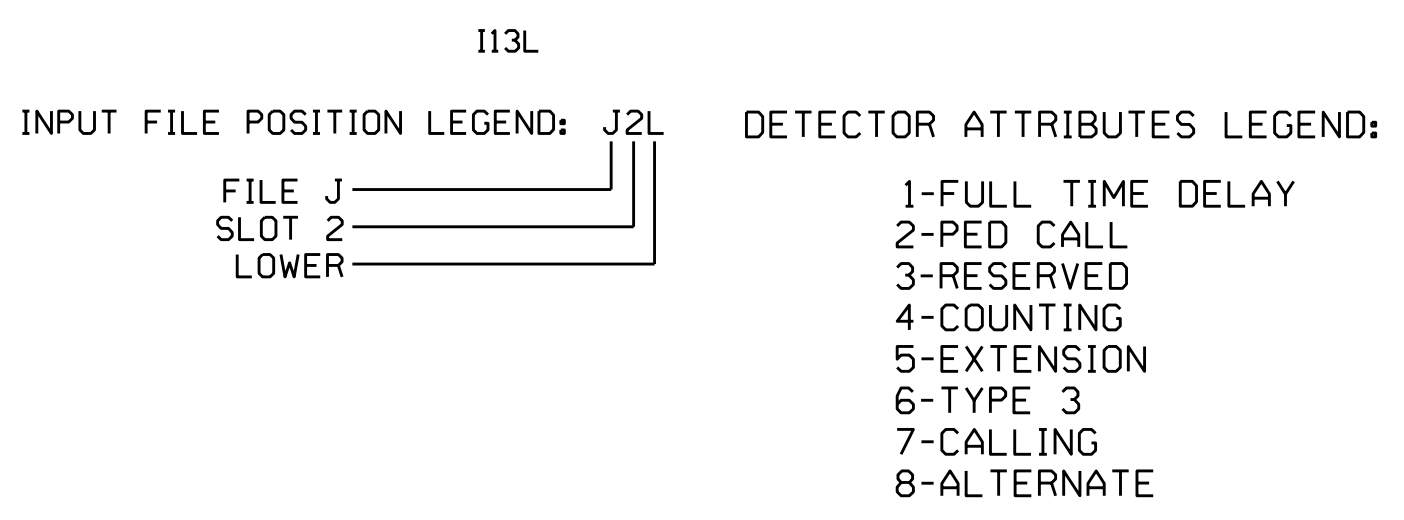 I13L
INPUT FILE POSITION LEGEND: J2L
FILE J
SLOT 2
LOWER
DETECTOR ATTRIBUTES LEGEND:
1-FULL TIME DELAY
2-PED CALL
3-RESERVED
4-COUNTING
5-EXTENSION
6-TYPE 3
7-CALLING
8-ALTERNATE